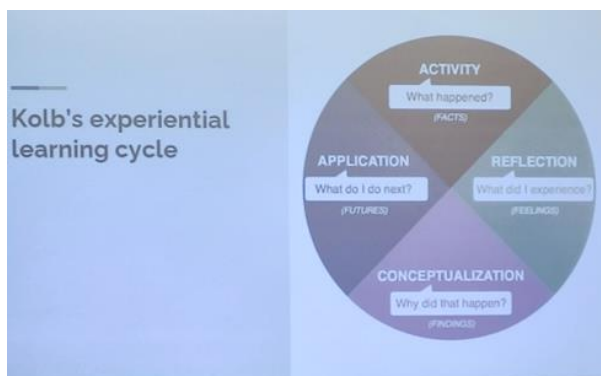 Kolb's experiential
learning cycle
ACTIVITY
What happened?
(FACTS)
REFLECTION
What did I experience?
(FEELINGS)
CONCEPTUALIZATION
Why did that happen?
(FINDINGS)
APPLICATION
What do I do next?
(FUTURES)